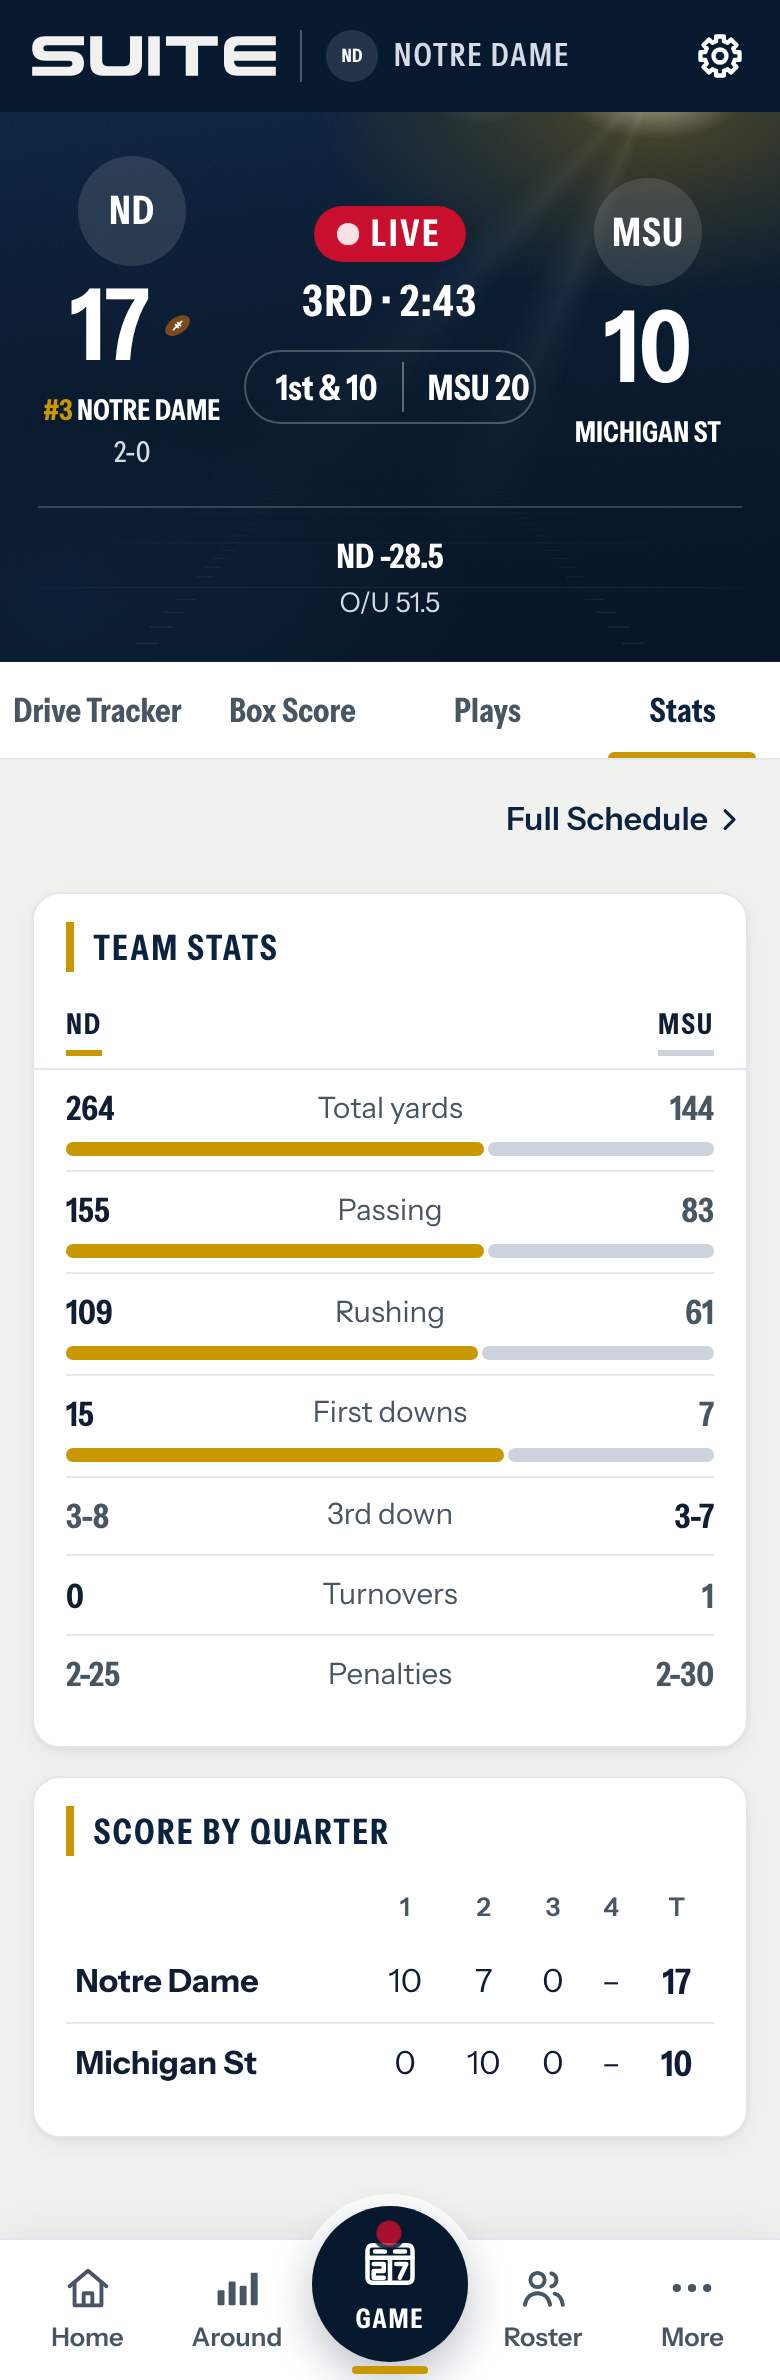 SUITE ND NOTRE DAME
ND
MSU
LIVE
3RD · 2:43
17
10
1st & 10 MSU 20
#3 NOTRE DAME
MICHIGAN ST
2-0
ND -28.5
O/U 51.5
Drive Tracker Box Score Plays Stats
Full Schedule
TEAM STATS
ND MSU
264 Total yards 144
155 Passing 83
109 Rushing 61
15 First downs 7
3-8 3rd down 3-7
0 Turnovers 1
2-25 Penalties 2-30
SCORE BY QUARTER
1 2 3 4 T
Notre Dame 10 7 0 – 17
Michigan St 0 10 0 – 10
27
Home Around GAME Roster More